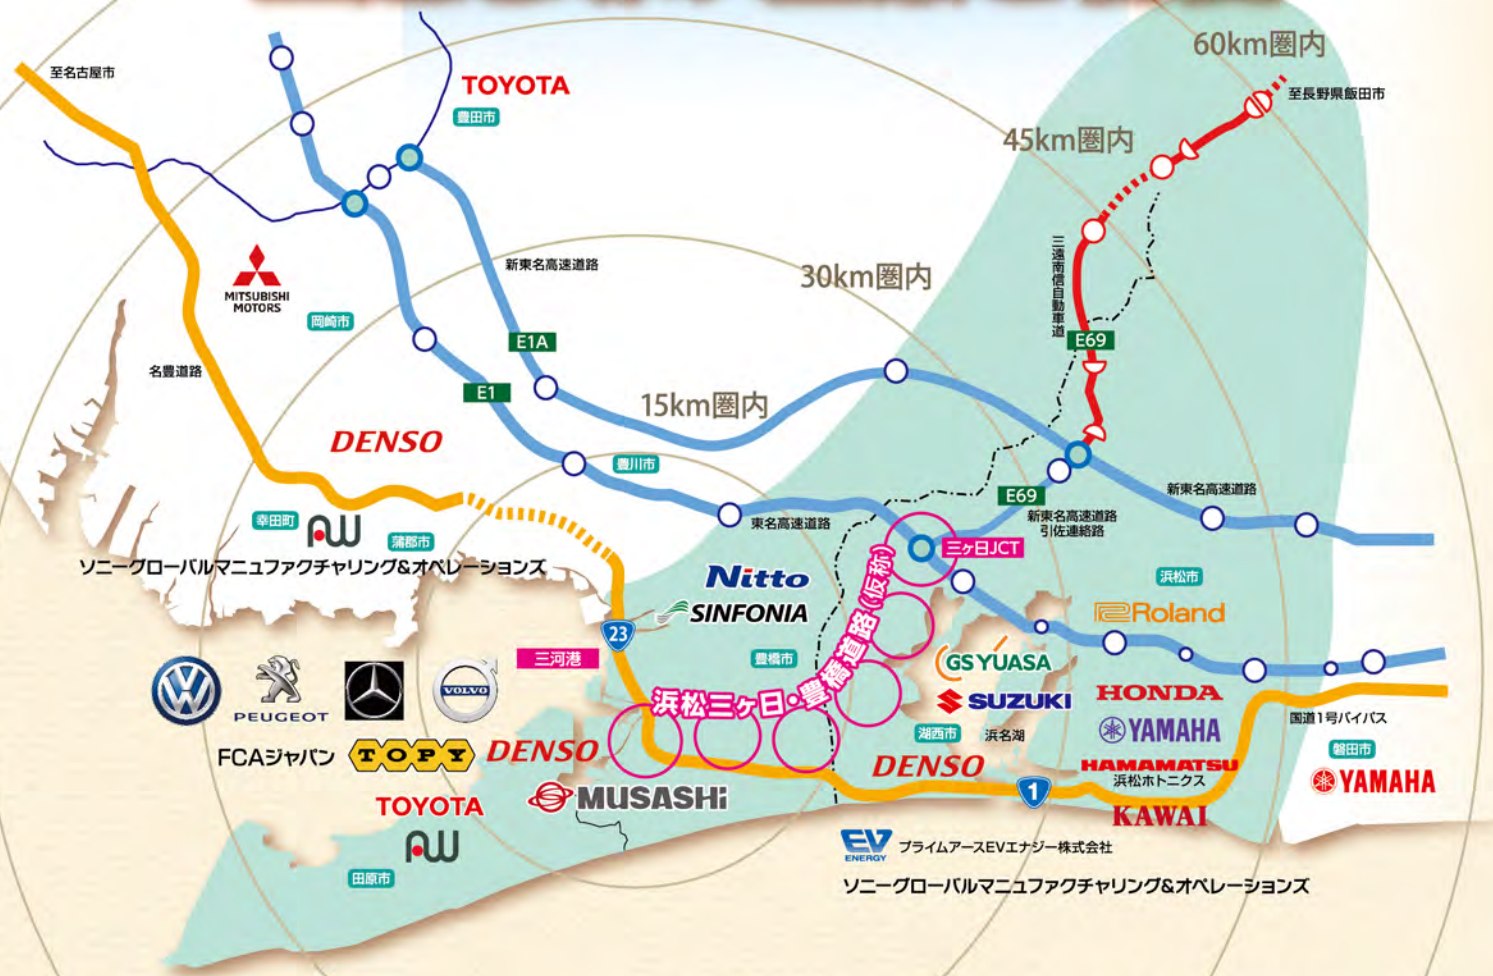 60km圏内
至名古屋市
TOYOTA
豊田市
至長野県飯田市
45km圏内
新東名高速道路
30km圏内
三遠南信自動車道
MITSUBISHI
MOTORS
岡崎市
E1A
E69
名豊道路
E1
15km圏内
DENSO
豊川市
E69
新東名高速道路
幸田町
AW
蒲郡市
東名高速道路
新東名高速道路
引佐連絡路
三ヶ日JCT
ソニーグローバルマニュファクチャリング&オペレーションズ
Nitto
浜松市
SINFONIA
Roland
23
三河港
豊橋市
浜松三ヶ日・豊橋道路(仮称)
GS YUASA
VOLVO
PEUGEOT
SUZUKI
HONDA
国道1号バイパス
湖西市
浜名湖
YAMAHA
磐田市
FCAジャパン
TOPY
DENSO
DENSO
HAMAMATSU
浜松ホトニクス
YAMAHA
MUSASHi
1
TOYOTA
KAWAI
AW
EV
ENERGY
プライムアースEVエナジー株式会社
田原市
ソニーグローバルマニュファクチャリング&オペレーションズ